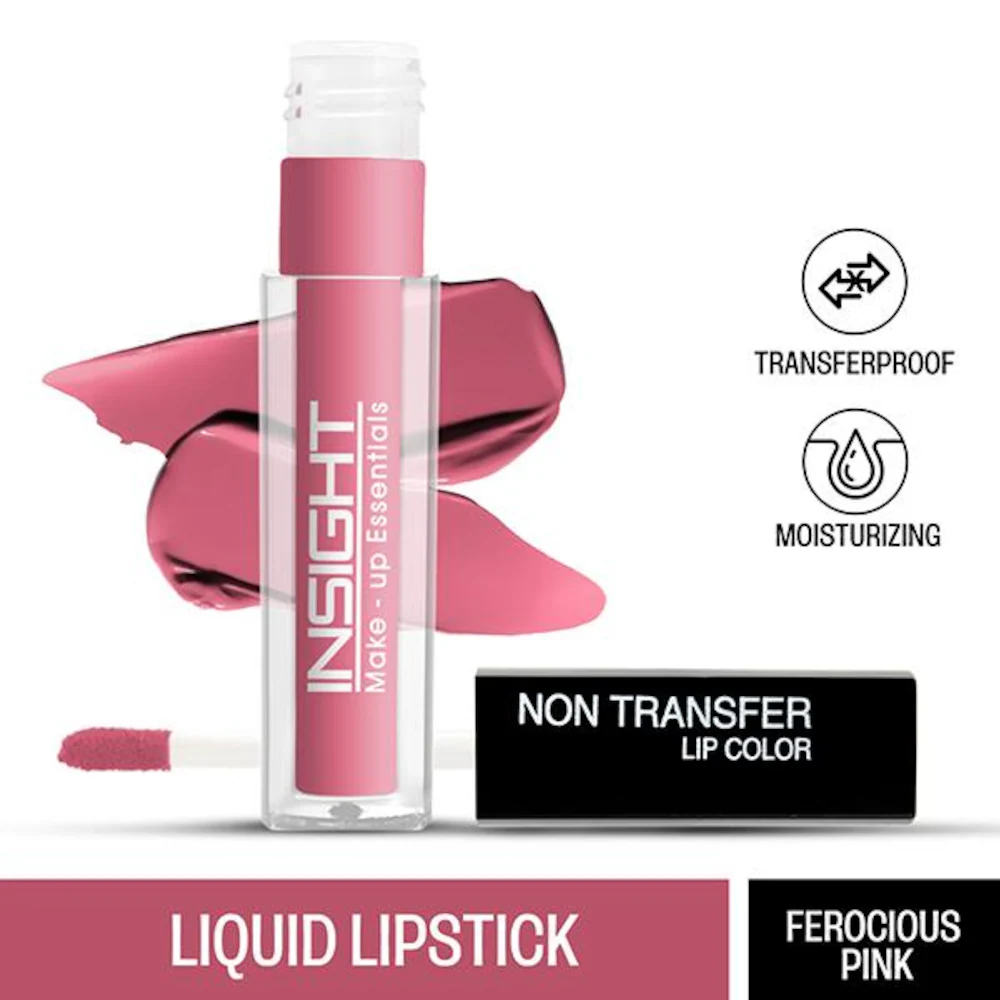 INSIGHT
Make-up Essentials
TRANSFERPROOF
MOISTURIZING
NON TRANSFER
LIP COLOR
LIQUID LIPSTICK
FEROCIOUS
PINK